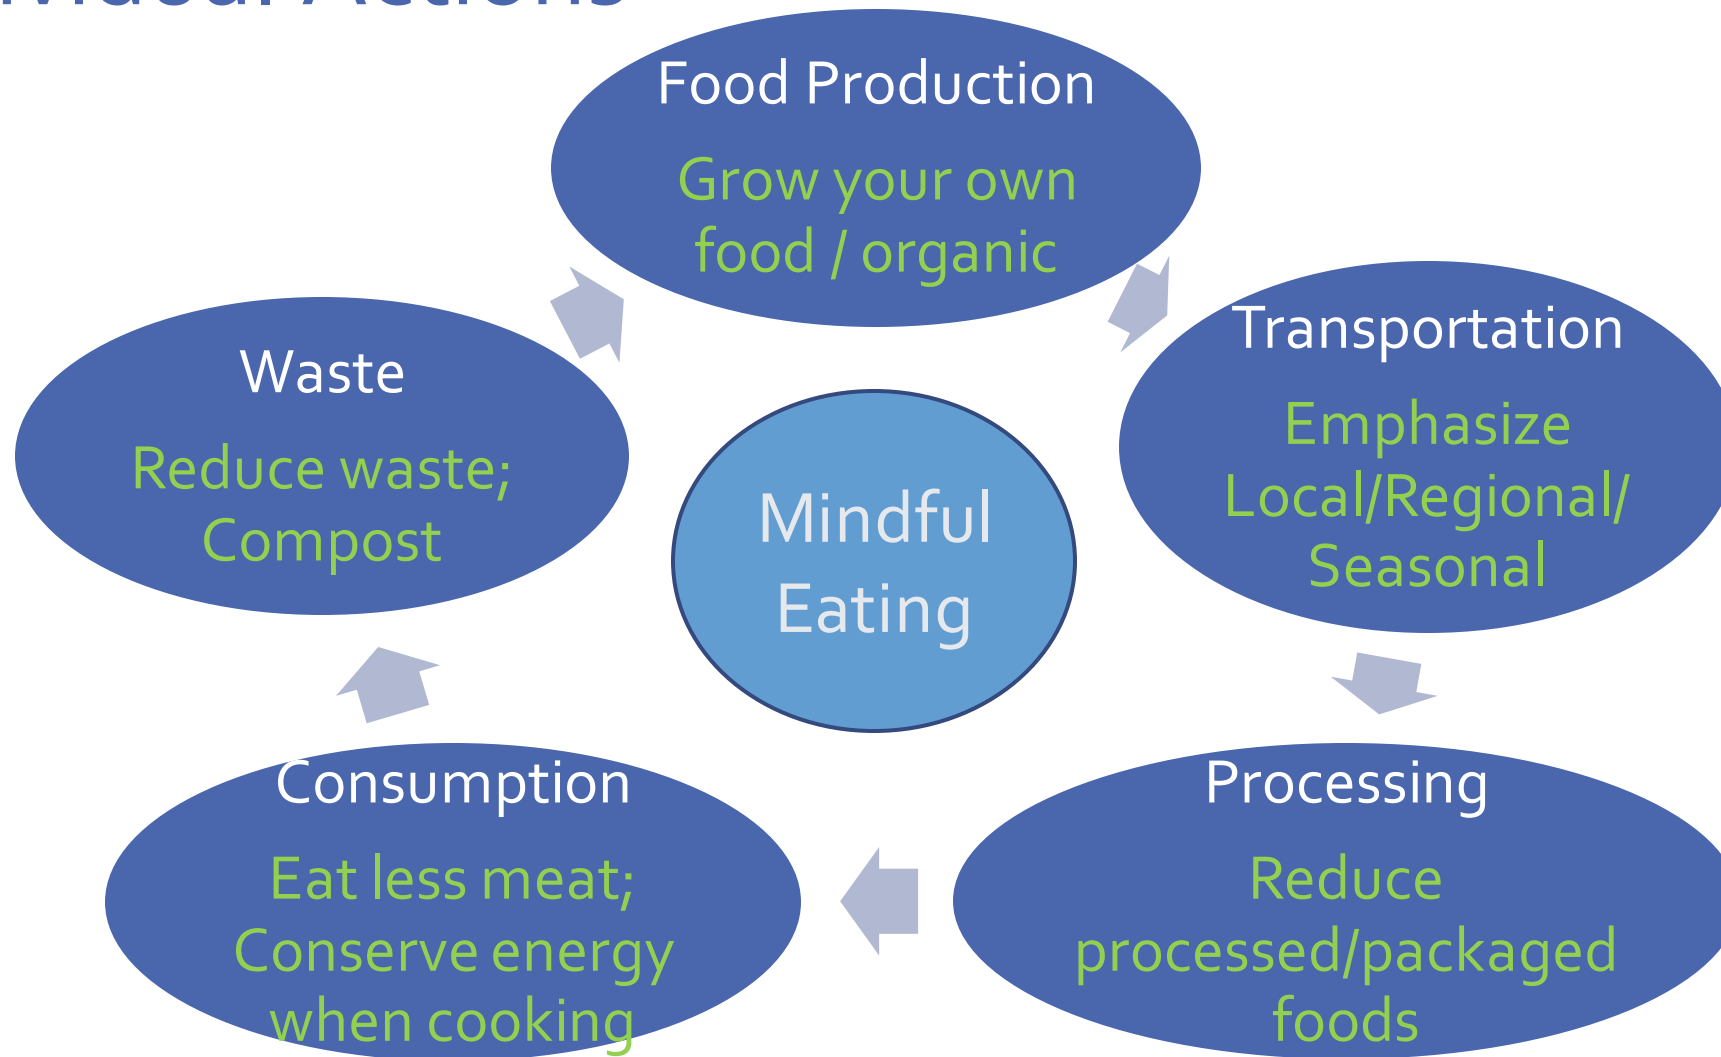 Actions
Food Production
Grow your own
food / organic
Transportation
Emphasize
Local/Regional/
Seasonal
Processing
Reduce
processed/packaged
foods
Consumption
Eat less meat;
Conserve energy
when cooking
Waste
Reduce waste;
Compost
Mindful
Eating